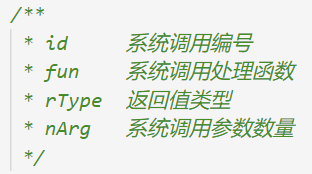 /**
* id 系统调用编号
* fun 系统调用处理函数
* rType 返回值类型
* nArg 系统调用参数数量
*/